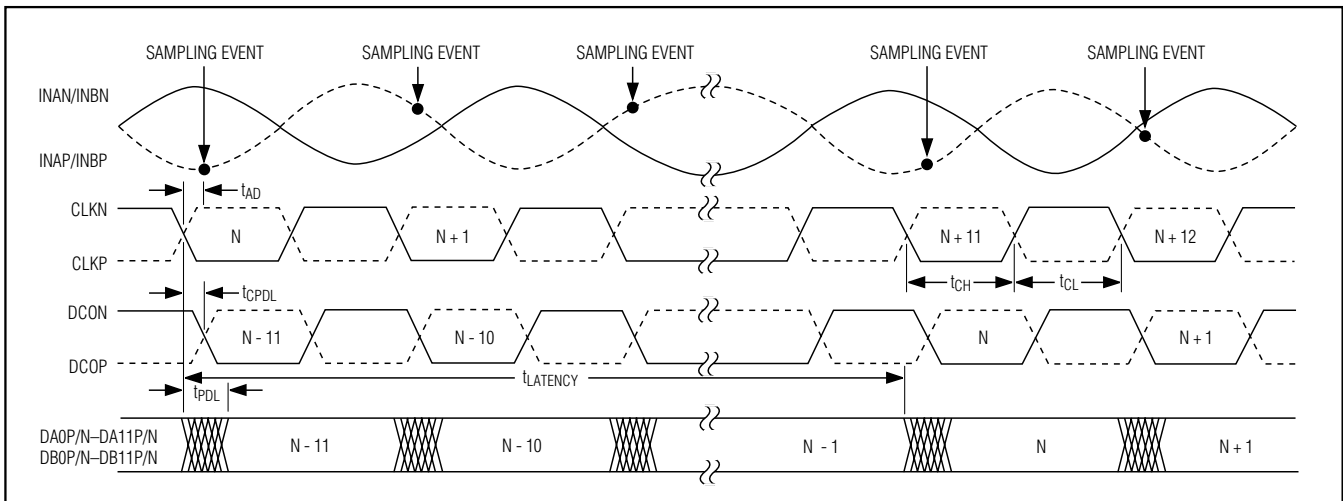 SAMPLING EVENT SAMPLING EVENT SAMPLING EVENT SAMPLING EVENT SAMPLING EVENT
INAN/INBN
INAP/INBP
tAD
CLKN
N N + 1 N + 11 N + 12
CLKP
tCH tCL
tCPDL
DCON
N - 11 N - 10 N N + 1
DCOP
tLATENCY
tPDL
DA0P/N–DA11P/N
DB0P/N–DB11P/N
N - 11 N - 10 N - 1 N N + 1